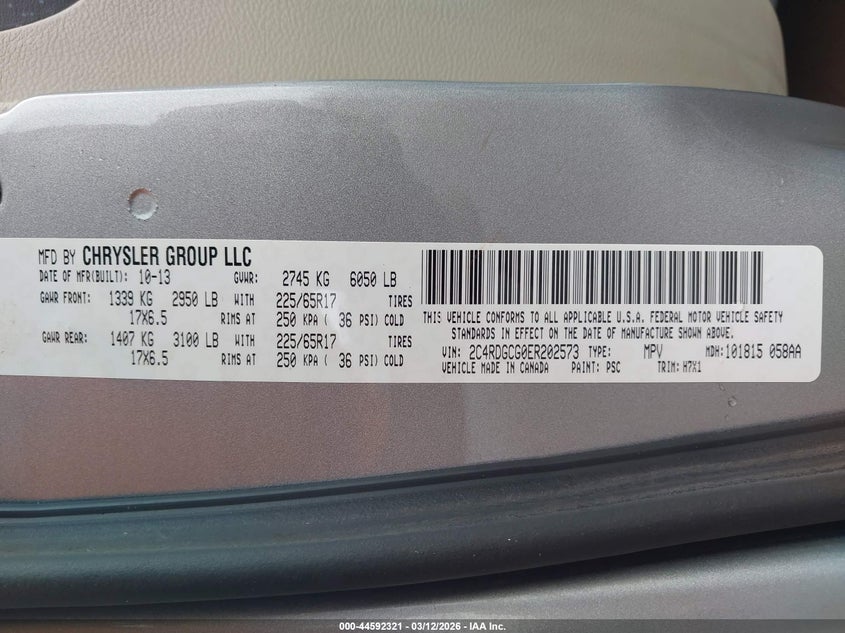 MFD BY CHRYSLER GROUP LLC
DATE OF MFR(BUILT): 10-13 GVWR: 2745 KG 6050 LB
GAWR FRONT: 1339 KG 2950 LB WITH 225/65R17 TIRES
17X6.5 RIMS AT 250 KPA ( 36 PSI) COLD
GAWR REAR: 1407 KG 3100 LB WITH 225/65R17 TIRES
17X6.5 RIMS AT 250 KPA ( 36 PSI) COLD
THIS VEHICLE CONFORMS TO ALL APPLICABLE U.S.A. FEDERAL MOTOR VEHICLE SAFETY
STANDARDS IN EFFECT ON THE DATE OF MANUFACTURE SHOWN ABOVE.
VIN: 2C4RDGCG0ER202573 TYPE: MPV MDH: 101815 058AA
VEHICLE MADE IN CANADA PAINT: PSC TRIM: H7X1
000-44592321 | 03/12/2026 - IAA Inc.